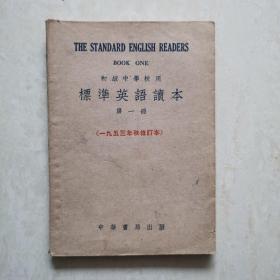 THE STANDARD ENGLISH READERS
BOOK ONE
初級中學校用
標準英語讀本
第一冊
(一九五三年秋修訂本)
中華書局出版